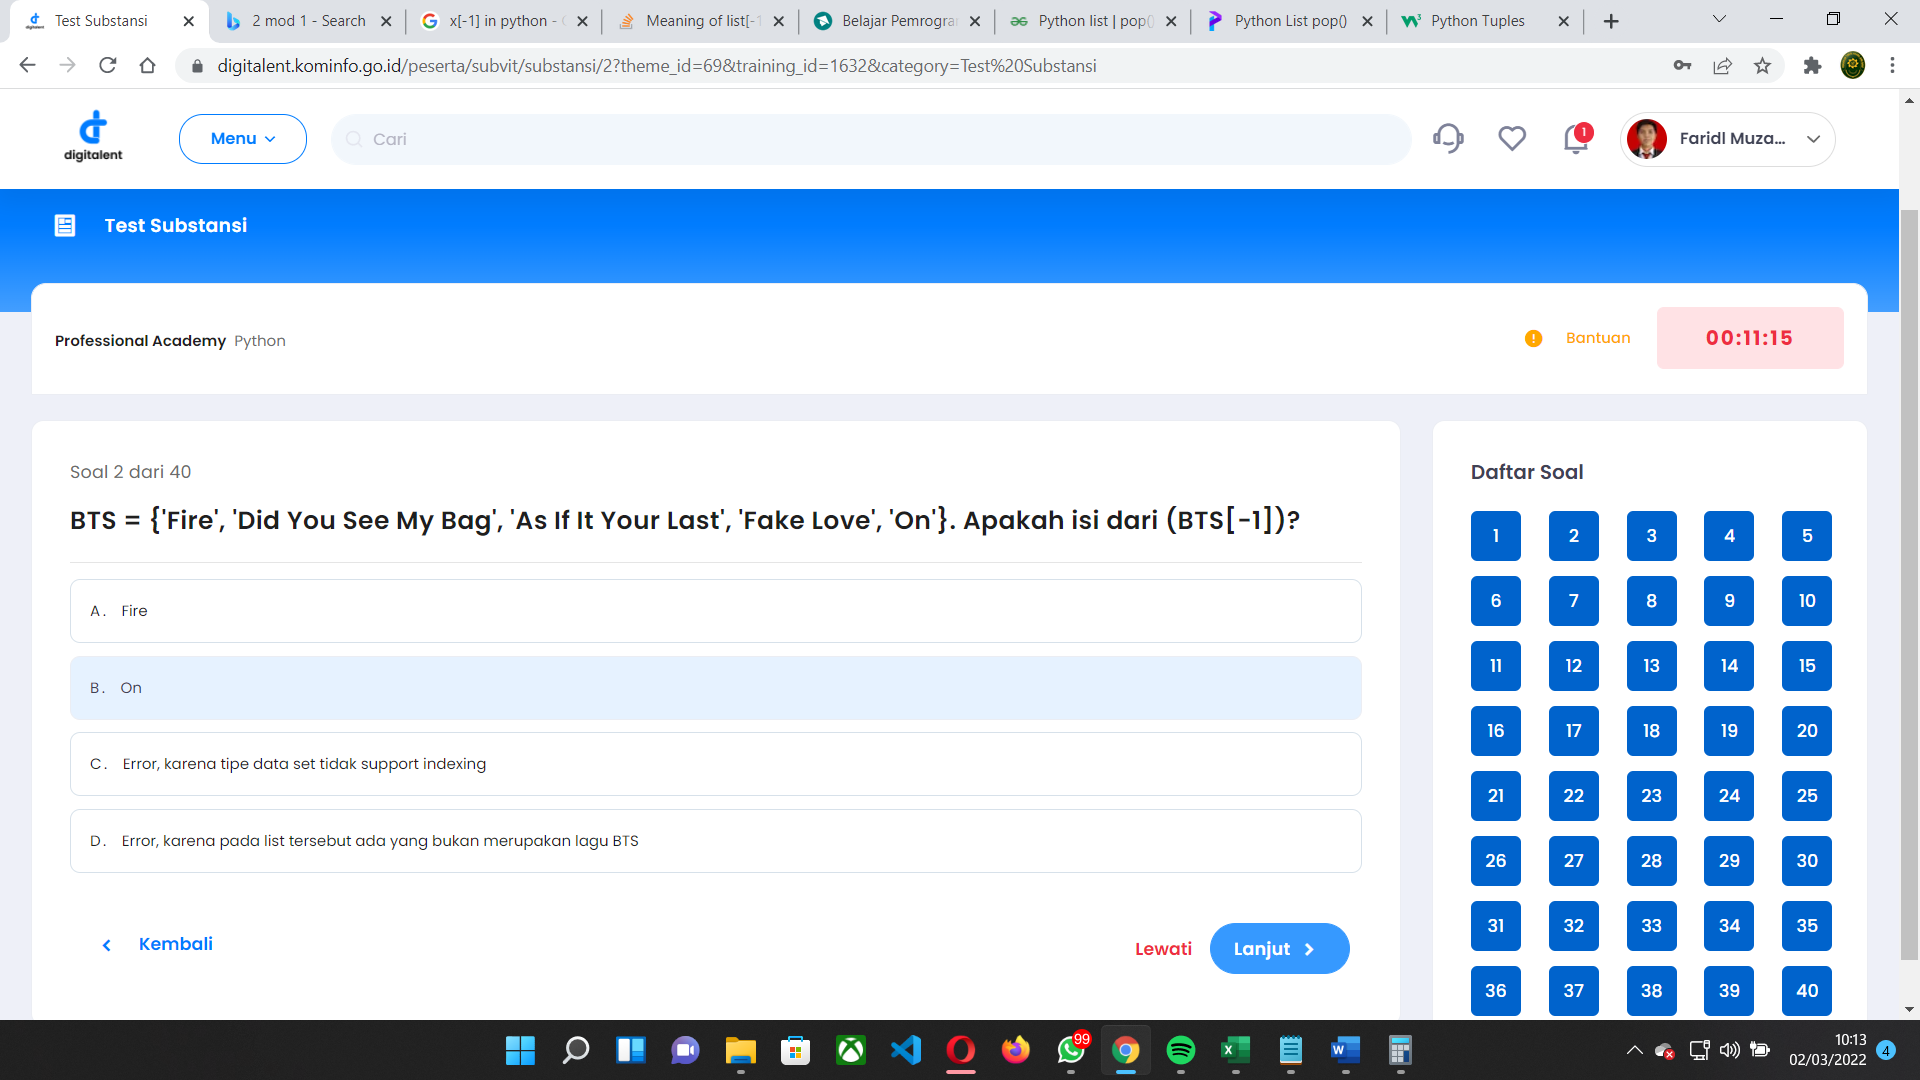 Test Substansi
2 mod 1 - Search
x[-1] in python -
Meaning of list[-1
Belajar Pemrogra
Python list | pop()
Python List pop()
Python Tuples
digitalent.kominfo.go.id/peserta/subvit/substansi/2?theme_id=69&training_id=1632&category=Test%20Substansi
digitalent
Menu
Cari
1
Faridl Muza...
Test Substansi
Professional Academy Python
Bantuan
00:11:15
Soal 2 dari 40
BTS = {'Fire', 'Did You See My Bag', 'As If It Your Last', 'Fake Love', 'On'}. Apakah isi dari (BTS[-1])?
A. Fire
B. On
C. Error, karena tipe data set tidak support indexing
D. Error, karena pada list tersebut ada yang bukan merupakan lagu BTS
Kembali
Lewati
Lanjut
Daftar Soal
1 2 3 4 5
6 7 8 9 10
11 12 13 14 15
16 17 18 19 20
21 22 23 24 25
26 27 28 29 30
31 32 33 34 35
36 37 38 39 40
99
10:13
02/03/2022
4